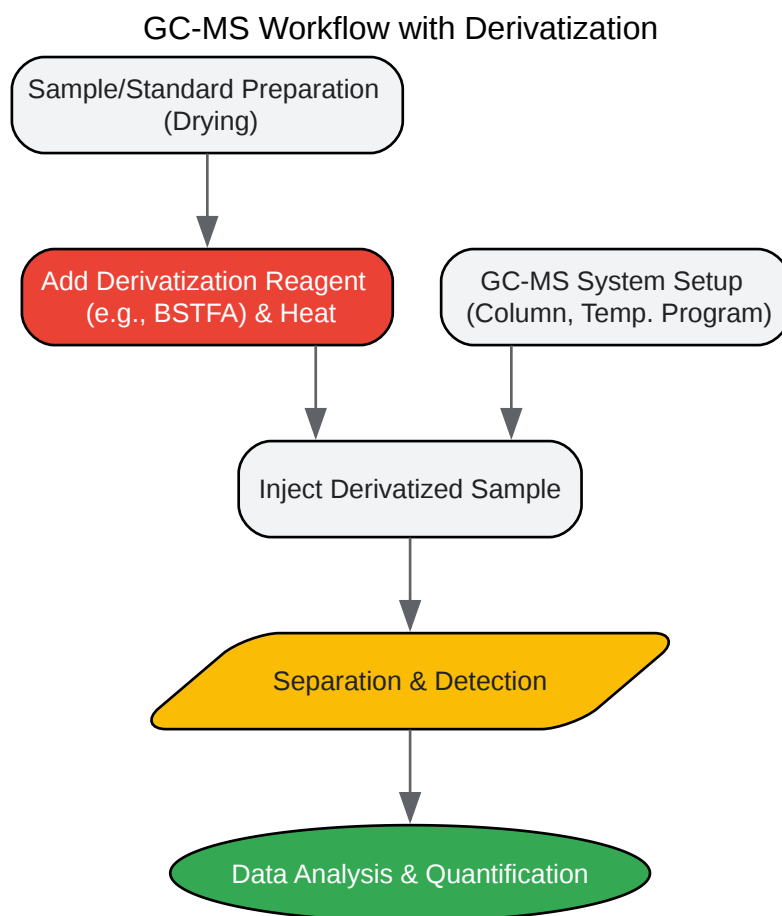 GC-MS Workflow with Derivatization
Sample/Standard Preparation
(Drying)
Add Derivatization Reagent
(e.g., BSTFA) & Heat
GC-MS System Setup
(Column, Temp. Program)
Inject Derivatized Sample
Separation & Detection
Data Analysis & Quantification